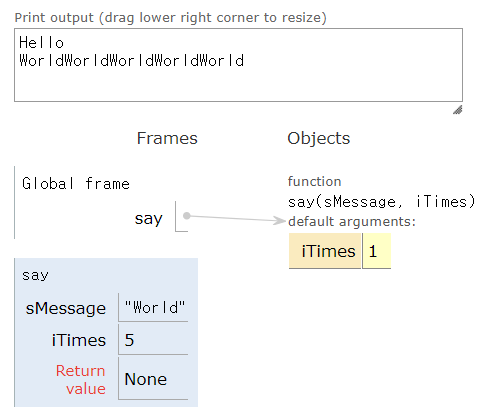 Print output (drag lower right corner to resize)
Hello
WorldWorldWorldWorldWorld
Frames
Objects
Global frame
say
function
say(sMessage, iTimes)
default arguments:
iTimes 1
say
sMessage "World"
iTimes 5
Return
value None